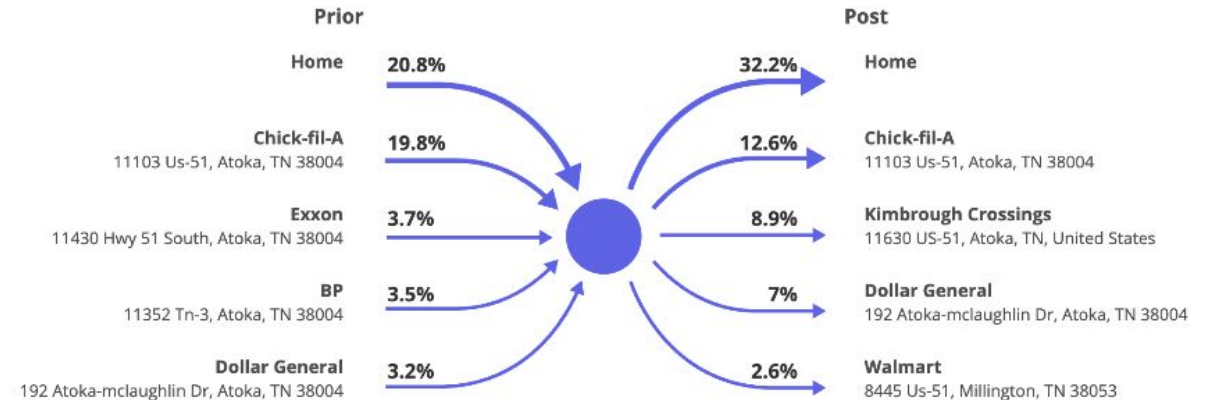 Prior
Post
Home
20.8%
32.2%
Home
Chick-fil-A
11103 Us-51, Atoka, TN 38004
19.8%
12.6%
Chick-fil-A
11103 Us-51, Atoka, TN 38004
Exxon
11430 Hwy 51 South, Atoka, TN 38004
3.7%
8.9%
Kimbrough Crossings
11630 US-51, Atoka, TN, United States
BP
11352 Tn-3, Atoka, TN 38004
3.5%
7%
Dollar General
192 Atoka-mclaughlin Dr, Atoka, TN 38004
Dollar General
192 Atoka-mclaughlin Dr, Atoka, TN 38004
3.2%
2.6%
Walmart
8445 Us-51, Millington, TN 38053